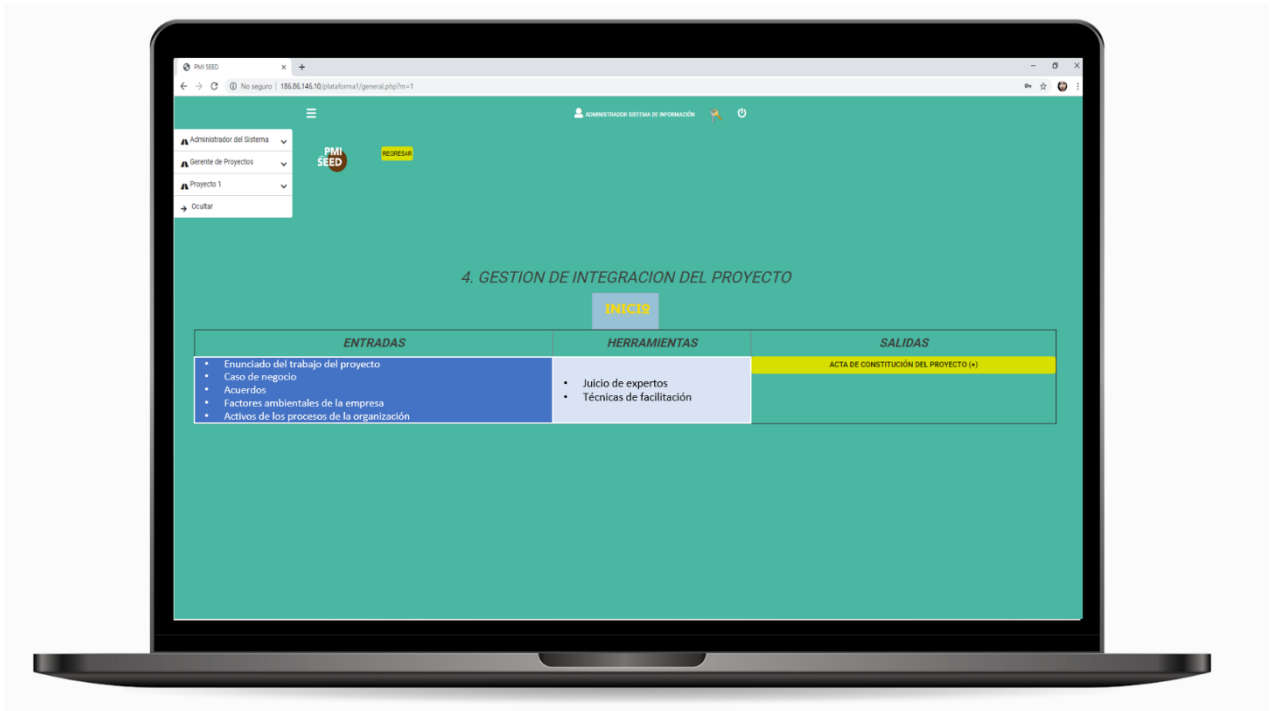 PMI SEED
No seguro | 186.86.146.10/plataforma1/general.php?m=1
ADMINISTRADOR SISTEMA DE INFORMACIÓN
Administrador del Sistema
Gerente de Proyectos
Proyecto 1
Ocultar
PMI
SEED
REGRESAR
4. GESTION DE INTEGRACION DEL PROYECTO
INICIO
ENTRADAS
HERRAMIENTAS
SALIDAS
• Enunciado del trabajo del proyecto
• Caso de negocio
• Acuerdos
• Factores ambientales de la empresa
• Activos de los procesos de la organización
• Juicio de expertos
• Técnicas de facilitación
ACTA DE CONSTITUCIÓN DEL PROYECTO (+)